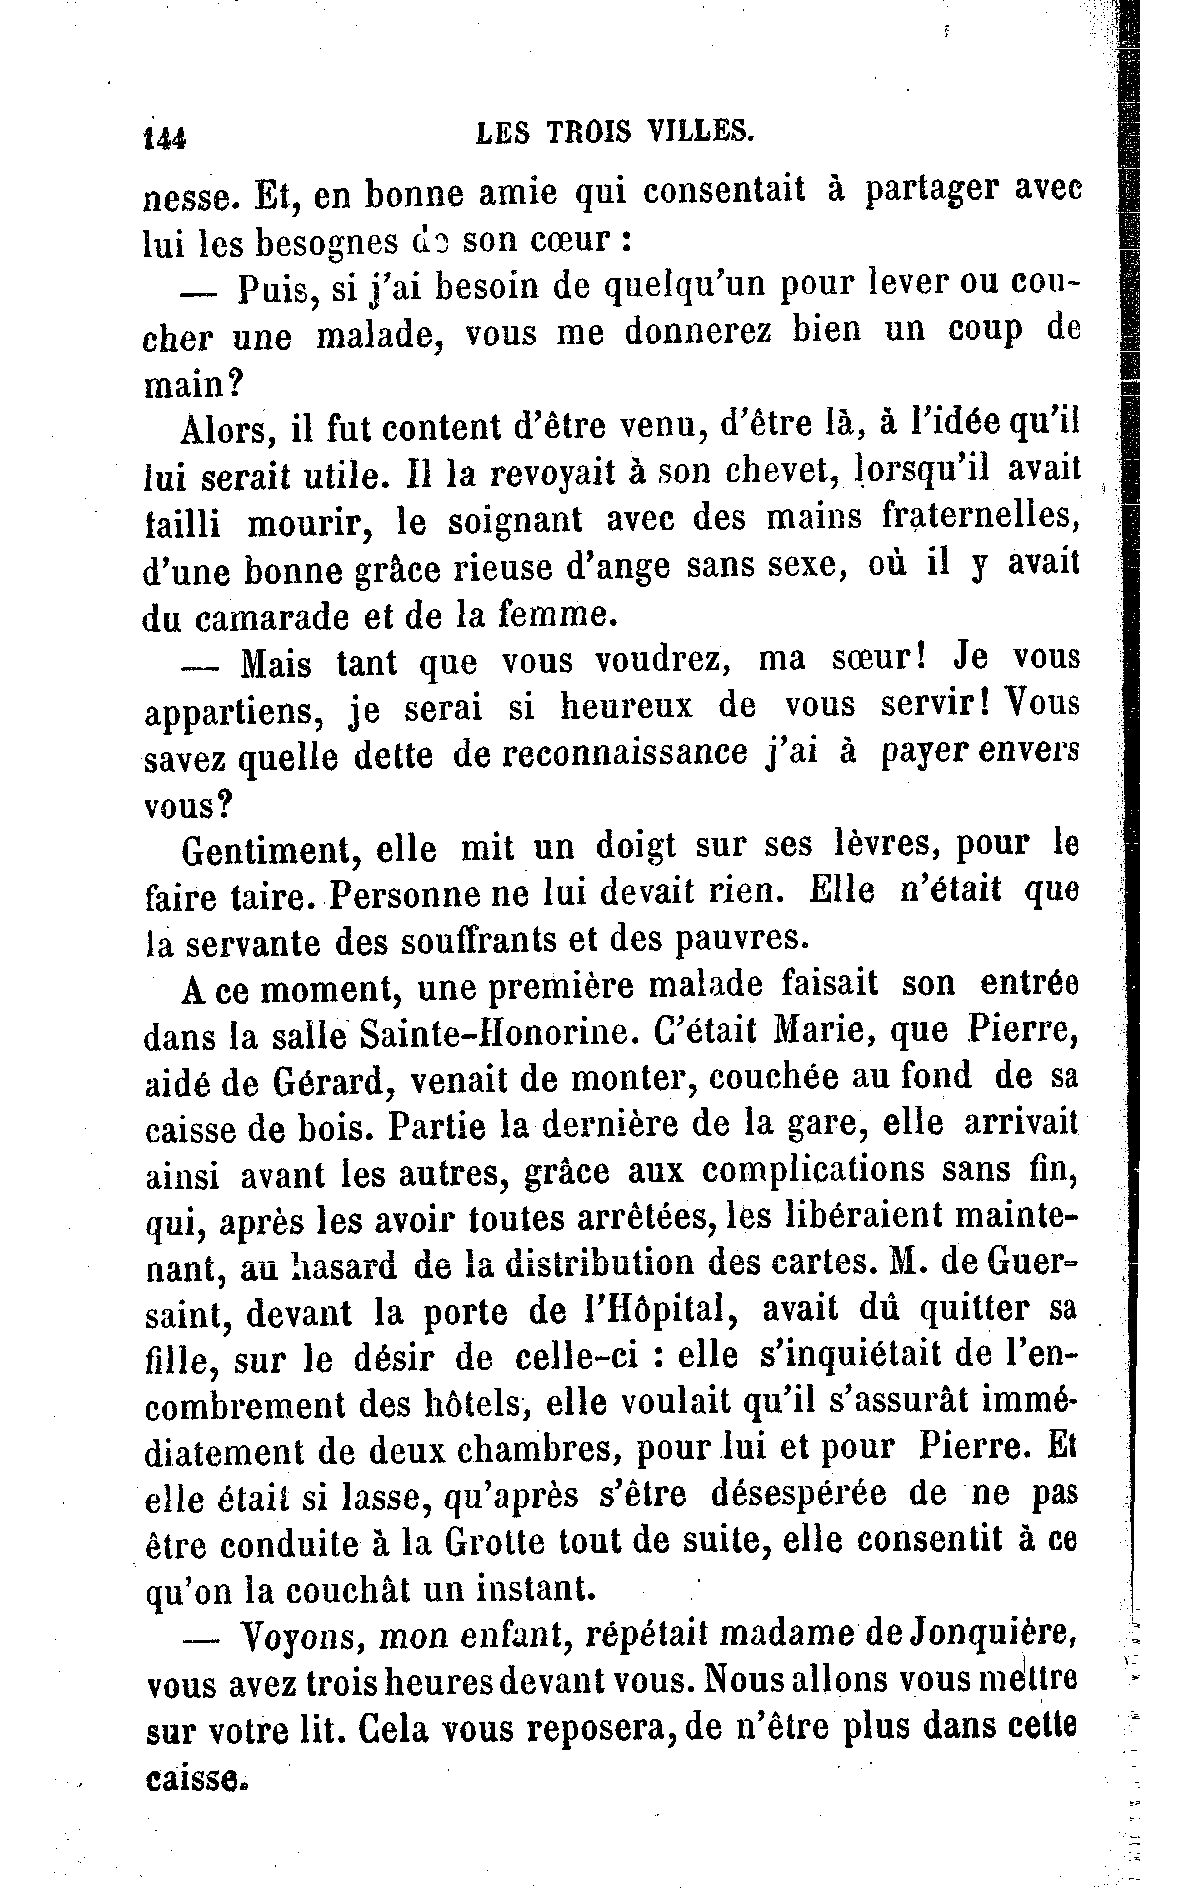 144 LES TROIS VILLES.
nesse. Et, en bonne amie qui consentait à partager avec
lui les besognes de son cœur :
— Puis, si j'ai besoin de quelqu'un pour lever ou cou-
cher une malade, vous me donnerez bien un coup de
main?
Alors, il fut content d'être venu, d'être là, à l'idée qu'il
lui serait utile. Il la revoyait à son chevet, lorsqu'il avait
failli mourir, le soignant avec des mains fraternelles,
d'une bonne grâce rieuse d'ange sans sexe, où il y avait
du camarade et de la femme.
— Mais tant que vous voudrez, ma sœur! Je vous
appartiens, je serai si heureux de vous servir! Vous
savez quelle dette de reconnaissance j'ai à payer envers
vous?
Gentiment, elle mit un doigt sur ses lèvres, pour le
faire taire. Personne ne lui devait rien. Elle n'était que
la servante des souffrants et des pauvres.
A ce moment, une première malade faisait son entrée
dans la salle Sainte-Honorine. C'était Marie, que Pierre,
aidé de Gérard, venait de monter, couchée au fond de sa
caisse de bois. Partie la dernière de la gare, elle arrivait
ainsi avant les autres, grâce aux complications sans fin,
qui, après les avoir toutes arrêtées, les libéraient mainte-
nant, au hasard de la distribution des cartes. M. de Guer-
saint, devant la porte de l'Hôpital, avait dû quitter sa
fille, sur le désir de celle-ci : elle s'inquiétait de l'en-
combrement des hôtels, elle voulait qu'il s'assurât immé-
diatement de deux chambres, pour lui et pour Pierre. Et
elle était si lasse, qu'après s'être désespérée de ne pas
être conduite à la Grotte tout de suite, elle consentit à ce
qu'on la couchât un instant.
— Voyons, mon enfant, répétait madame de Jonquière,
vous avez trois heures devant vous. Nous allons vous mettre
sur votre lit. Cela vous reposera, de n'être plus dans cette
caisse.